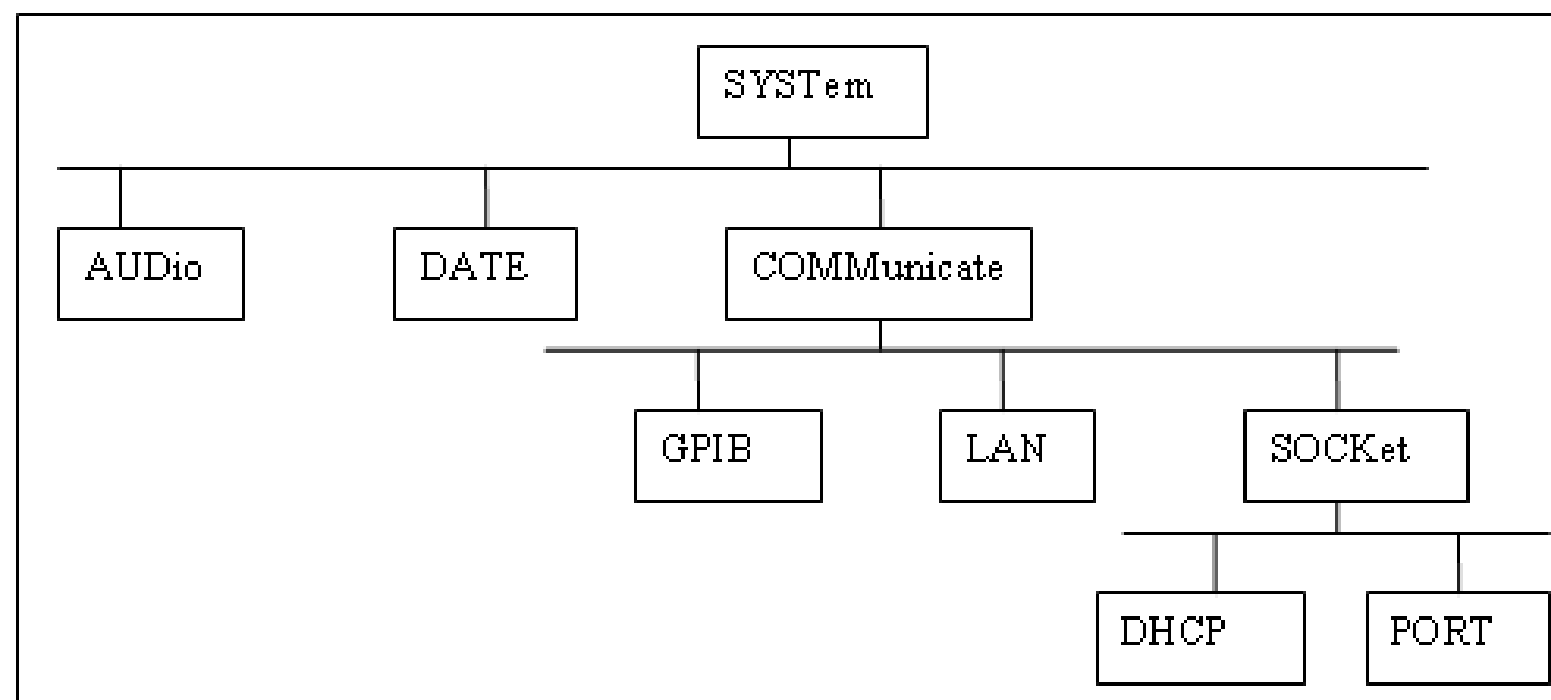 SYSTem
AUDio
DATE
COMMunicate
GPIB
LAN
SOCKet
DHCP
PORT